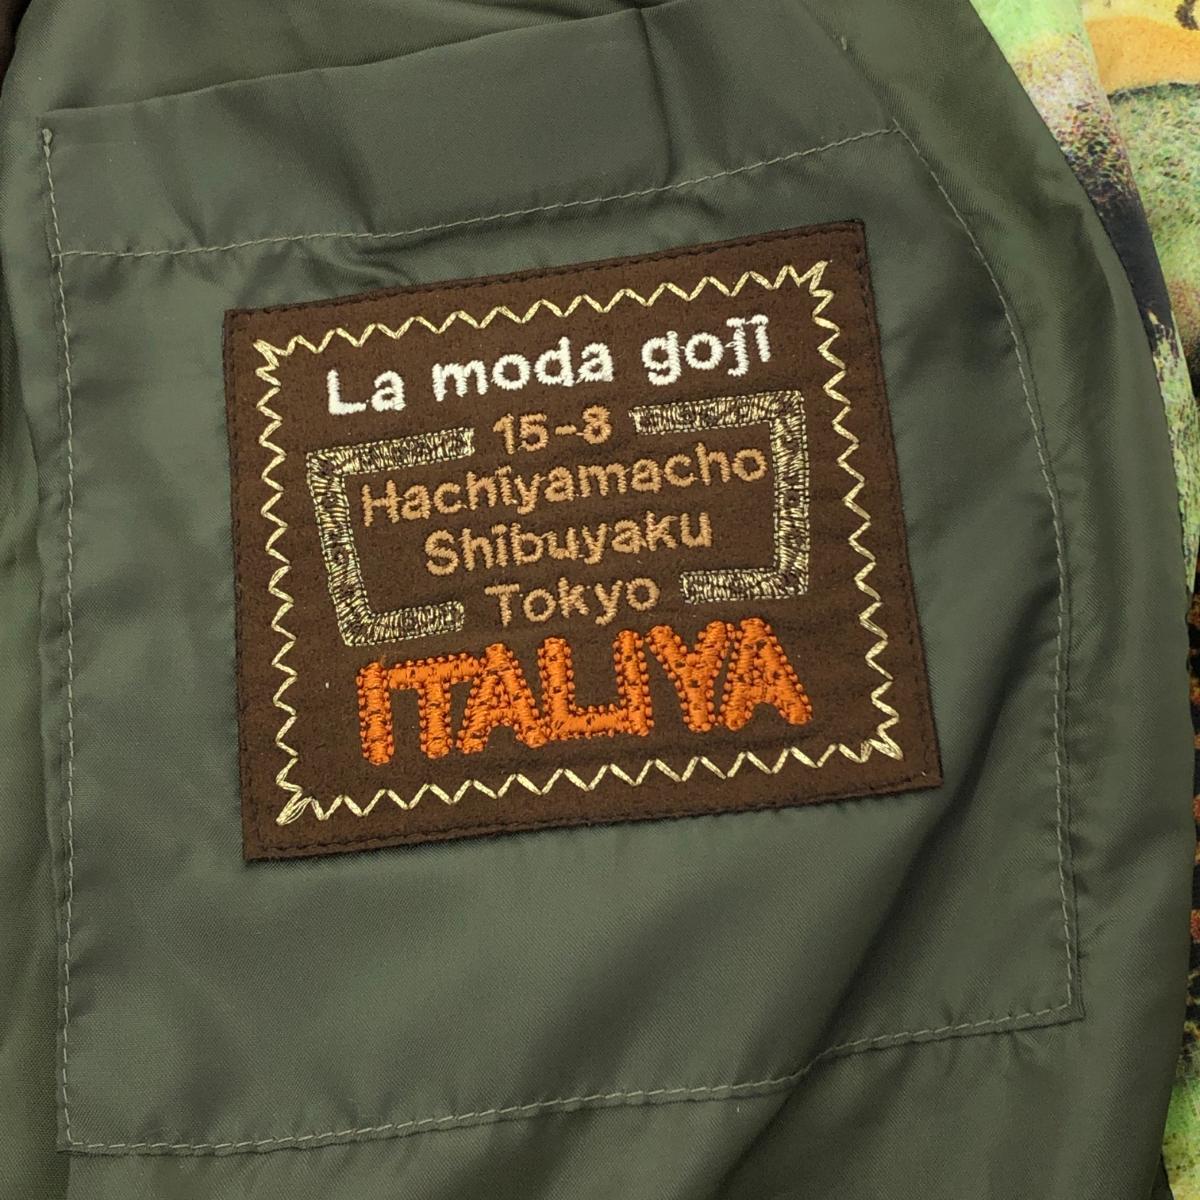 La moda goji
15-8
Hachiyamacho
Shibuyaku
Tokyo
ITALIYA